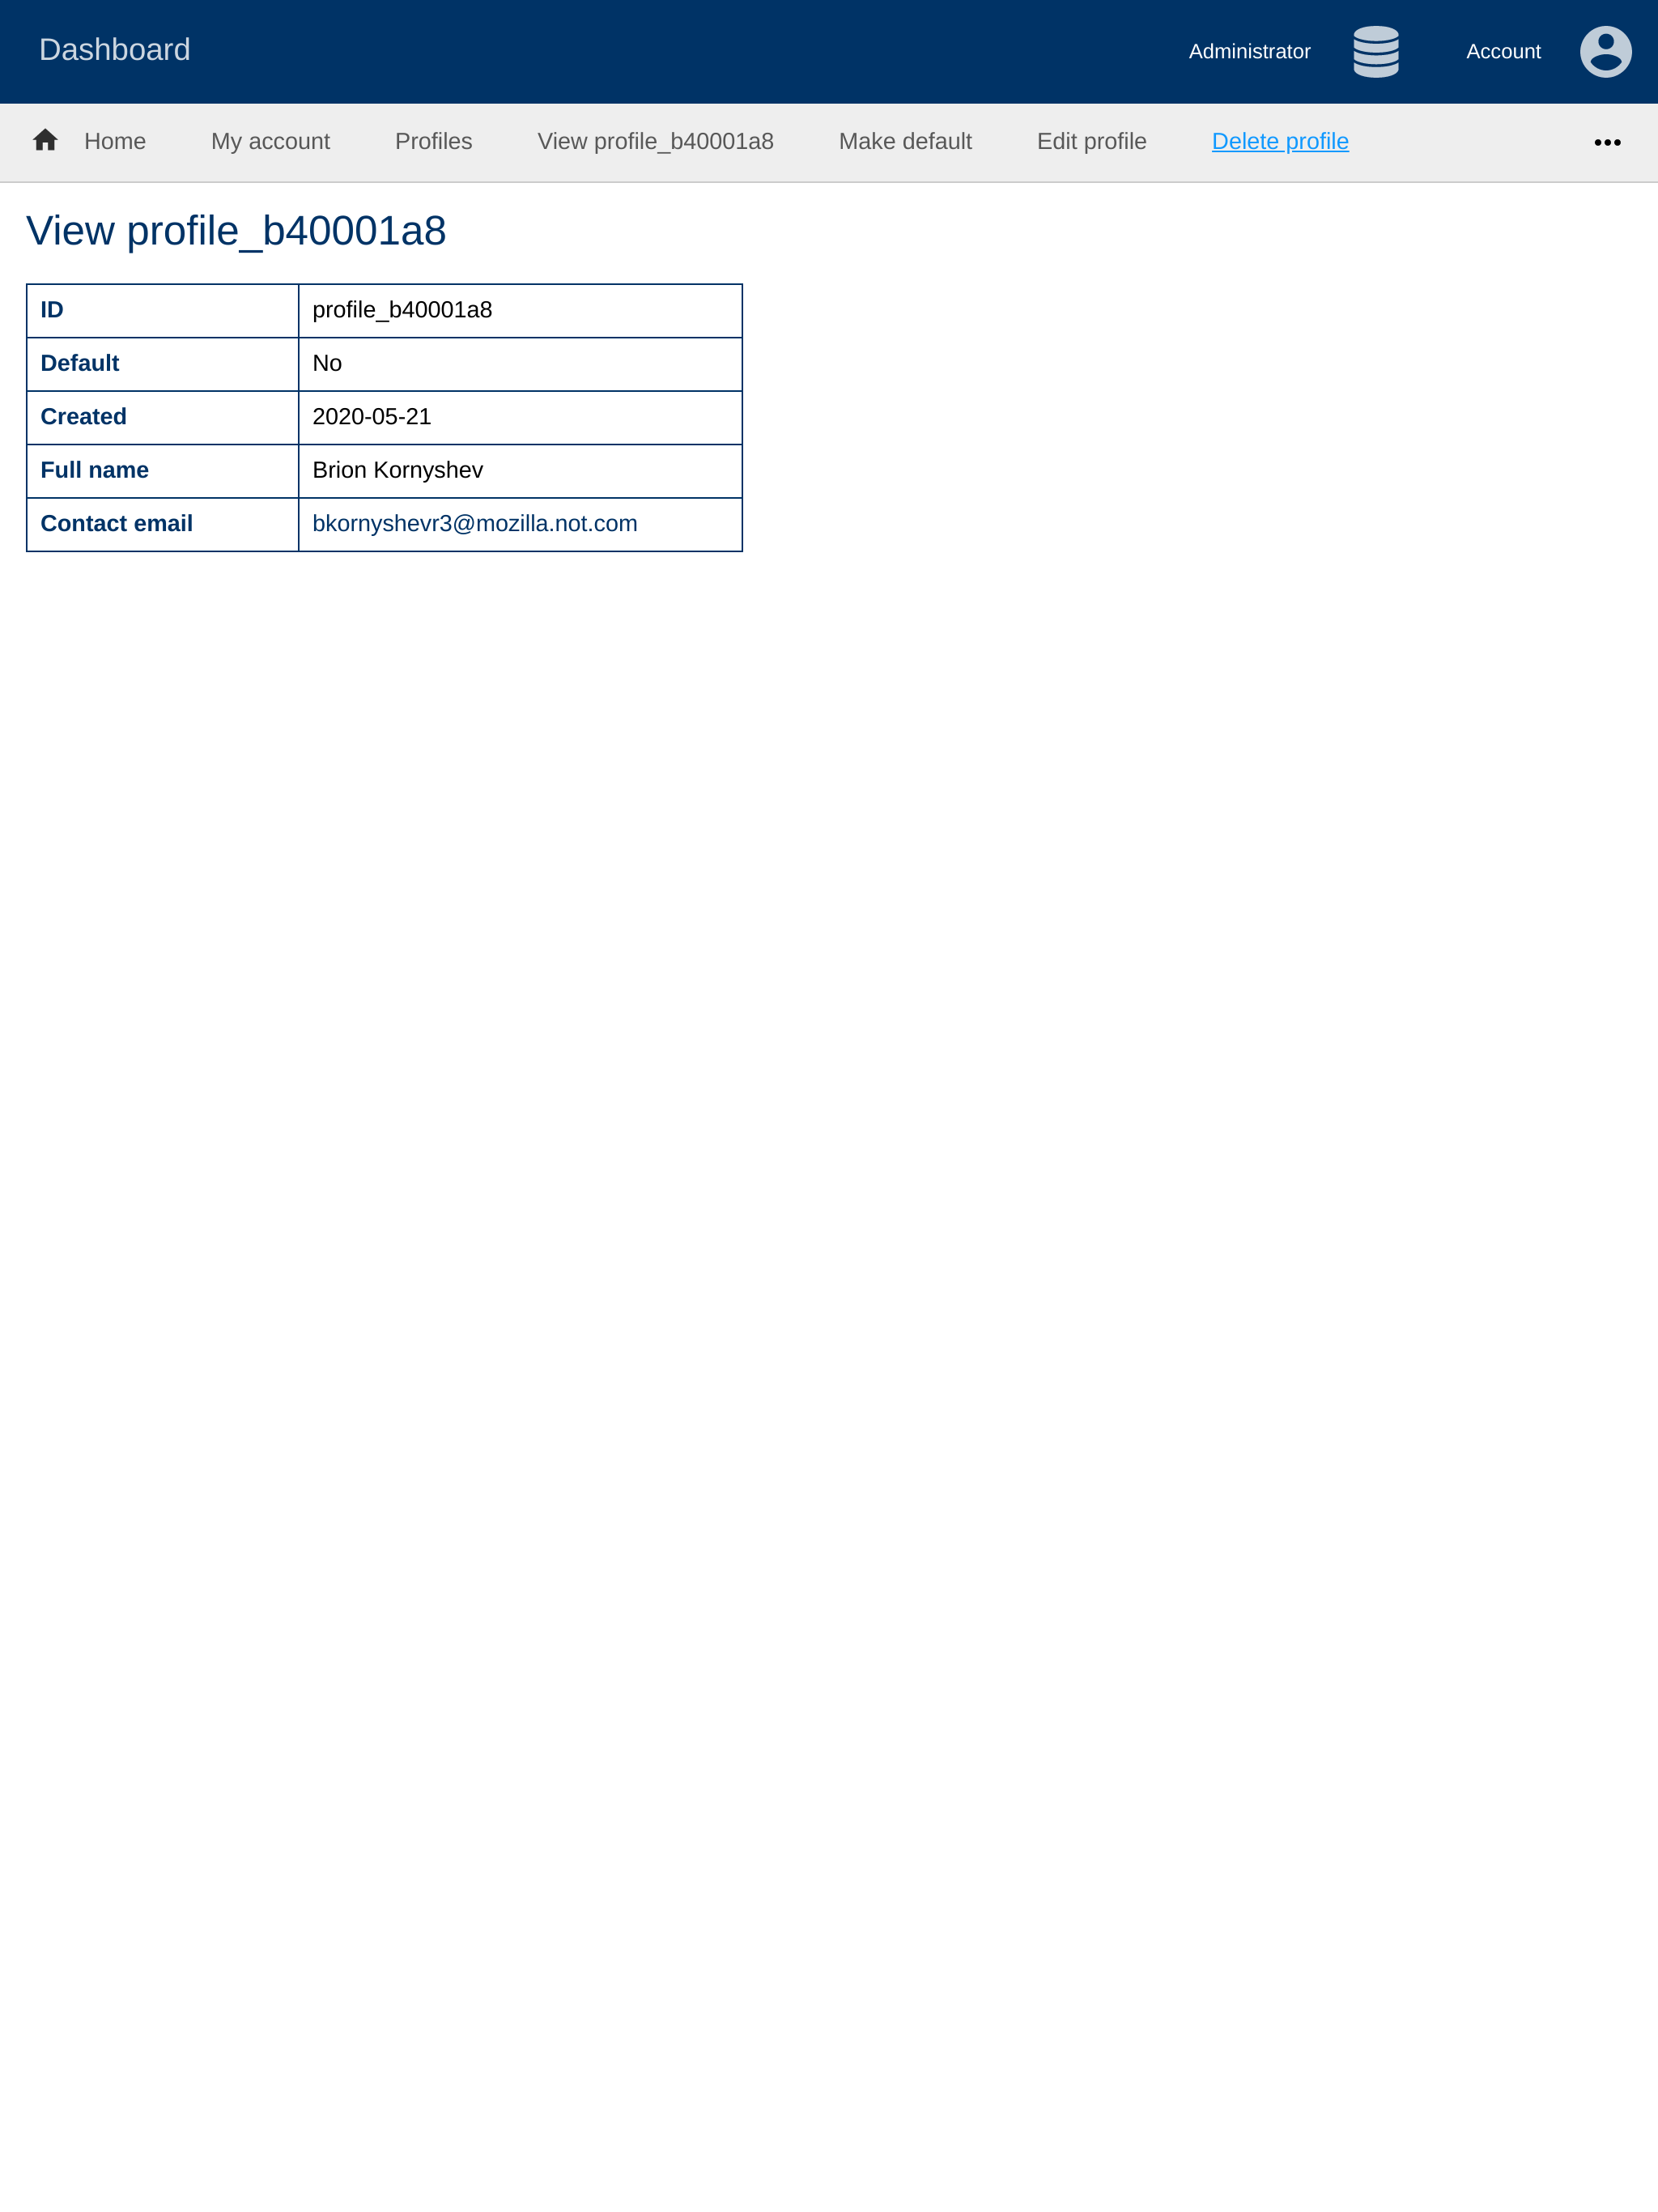 Dashboard Administrator Account
Home My account Profiles View profile_b40001a8 Make default Edit profile Delete profile
View profile_b40001a8
ID profile_b40001a8
Default No
Created 2020-05-21
Full name Brion Kornyshev
Contact email bkornyshevr3@mozilla.not.com